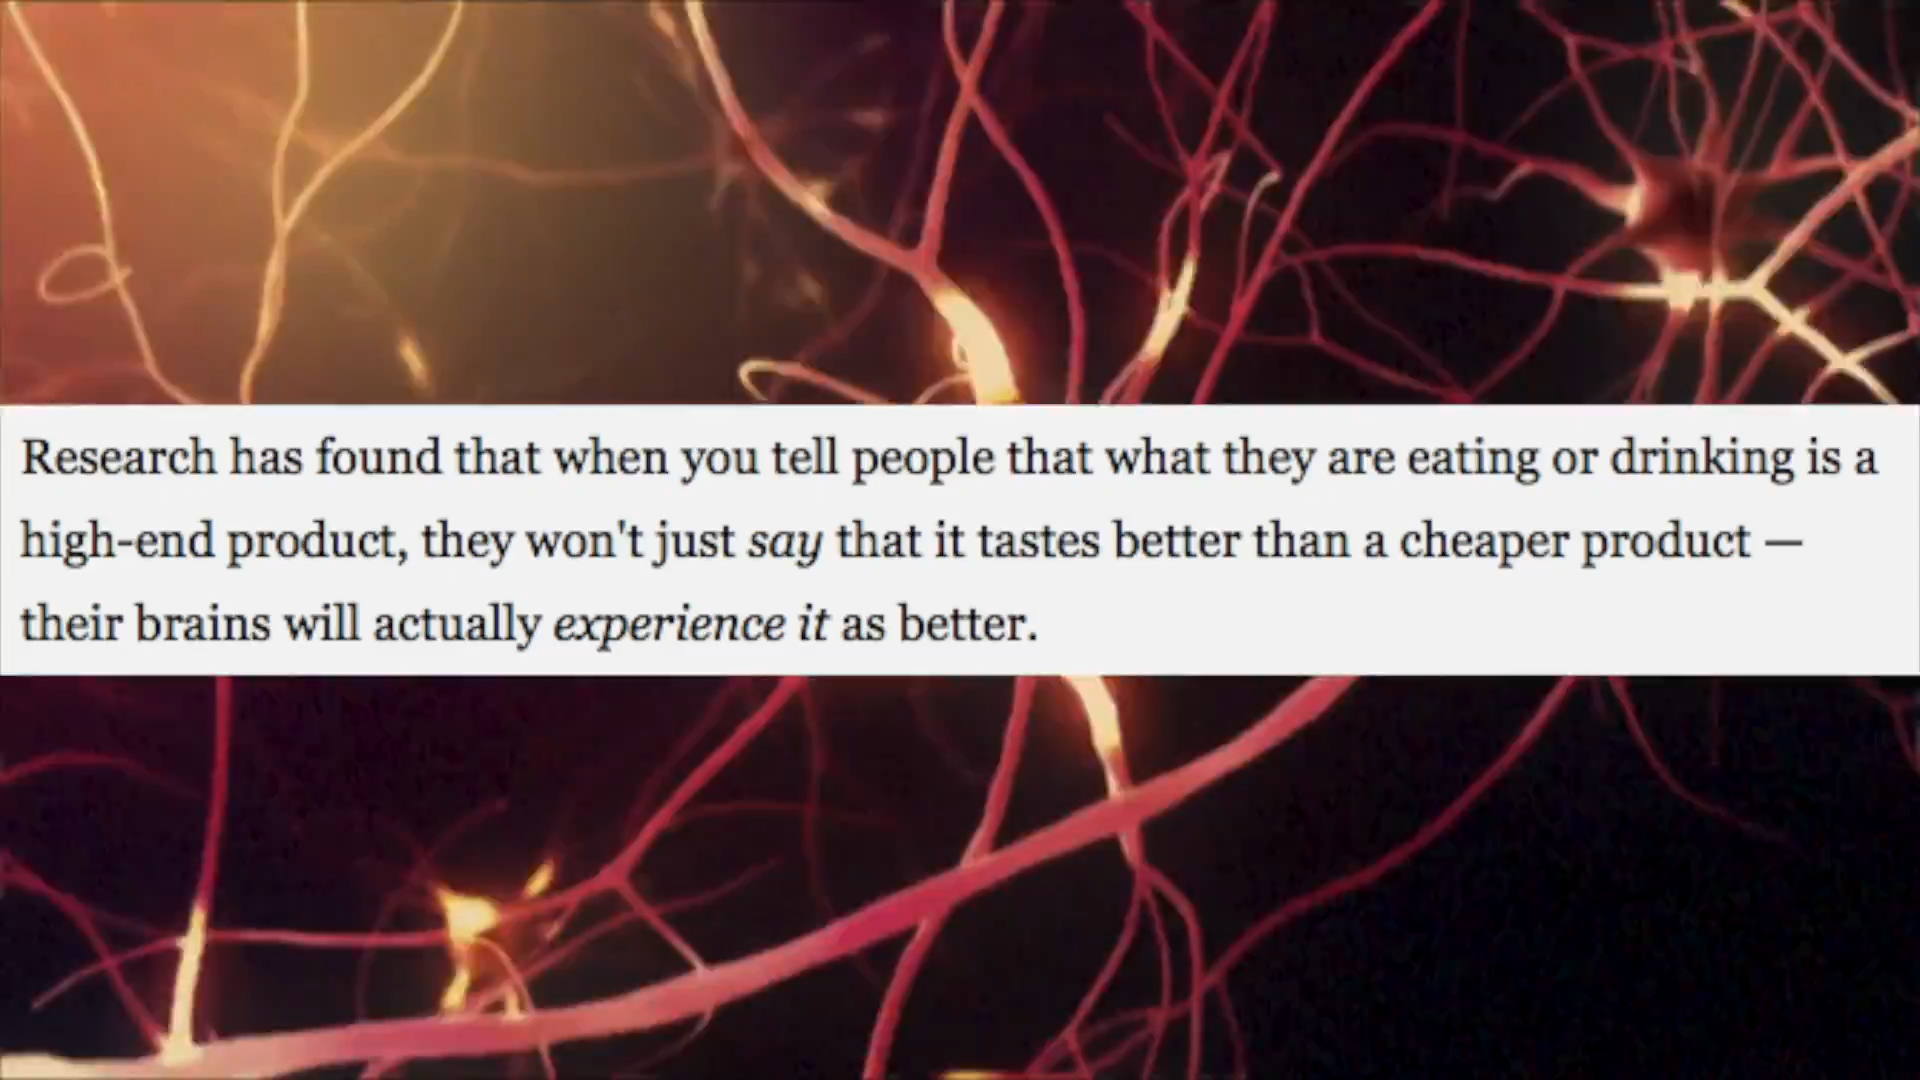 Research has found that when you tell people that what they are eating or drinking is a
high-end product, they won't just say that it tastes better than a cheaper product —
their brains will actually experience it as better.